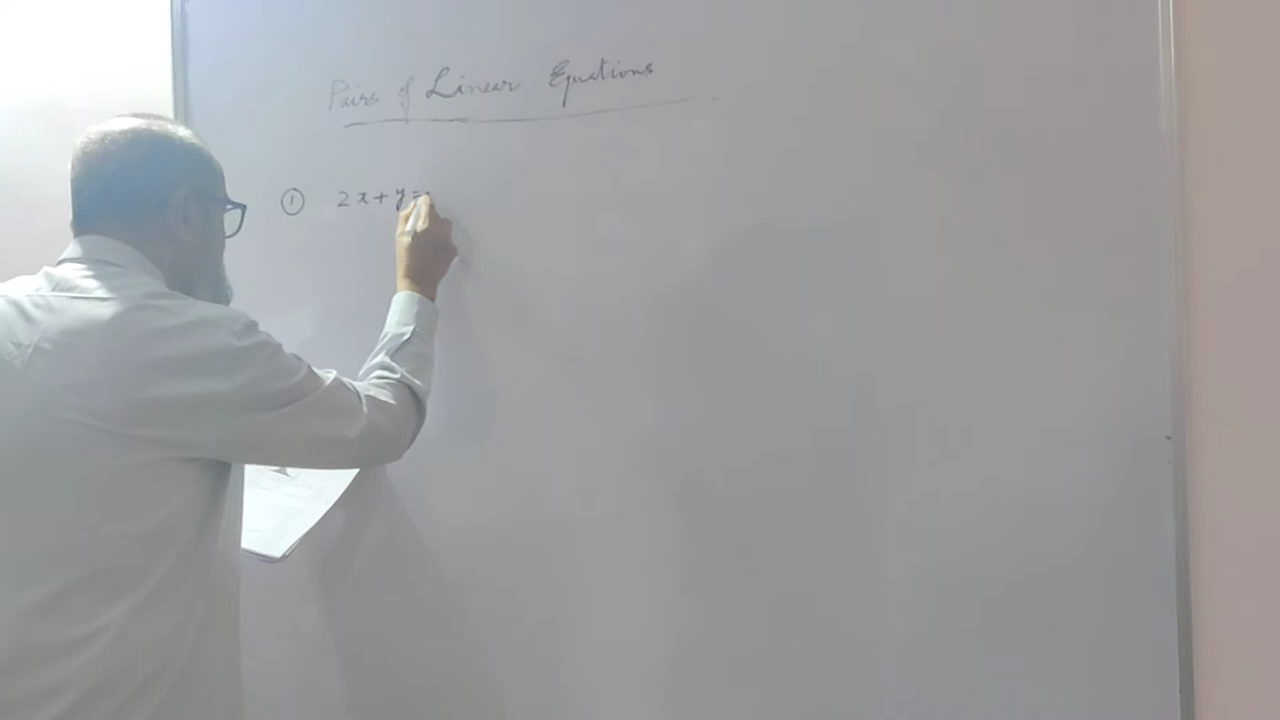 Pairs of Linear Equations
① 2x+y=